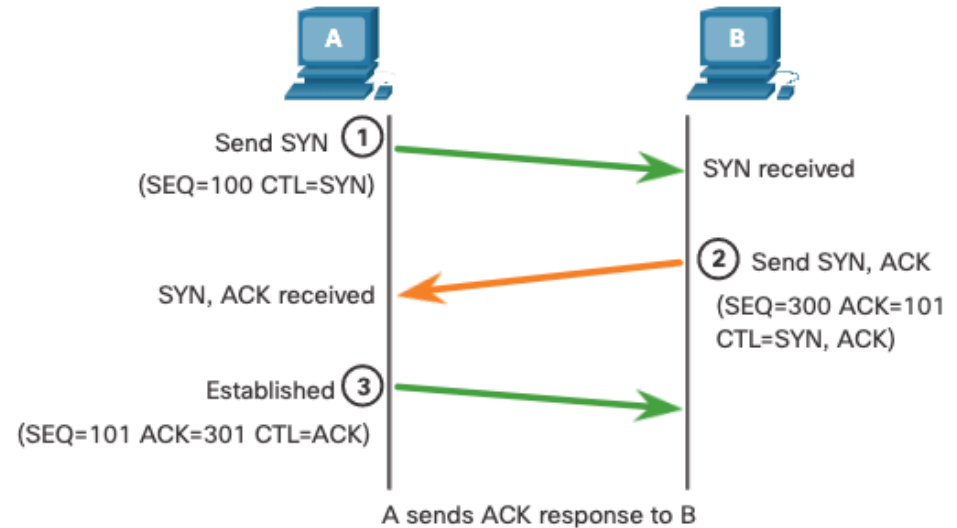 A
B
Send SYN 1
(SEQ=100 CTL=SYN)
SYN received
2 Send SYN, ACK
SYN, ACK received
(SEQ=300 ACK=101
CTL=SYN, ACK)
Established 3
(SEQ=101 ACK=301 CTL=ACK)
A sends ACK response to B